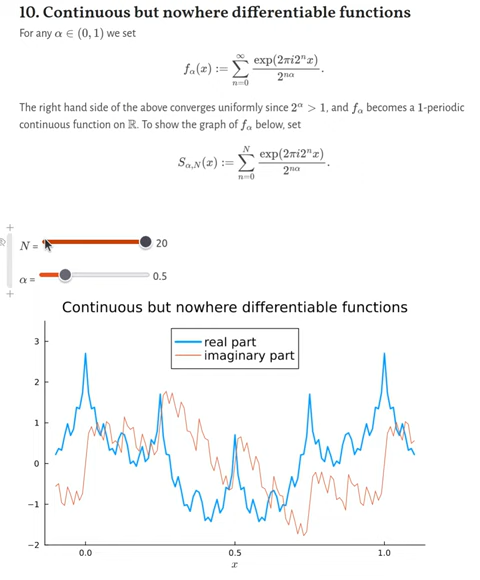 10. Continuous but nowhere differentiable functions
For any α ∈ (0, 1) we set
f_α(x) := ∑_{n=0}^{∞} exp(2πi2^n x) / 2^{nα}.
The right hand side of the above converges uniformly since 2^α > 1, and f_α becomes a 1-periodic
continuous function on ℝ. To show the graph of f_α below, set
S_{α,N}(x) := ∑_{n=0}^{N} exp(2πi2^n x) / 2^{nα}.
N = 20
α = 0.5
Continuous but nowhere differentiable functions
real part
imaginary part
3
2
1
0
−1
−2
0.0 0.5 1.0
x